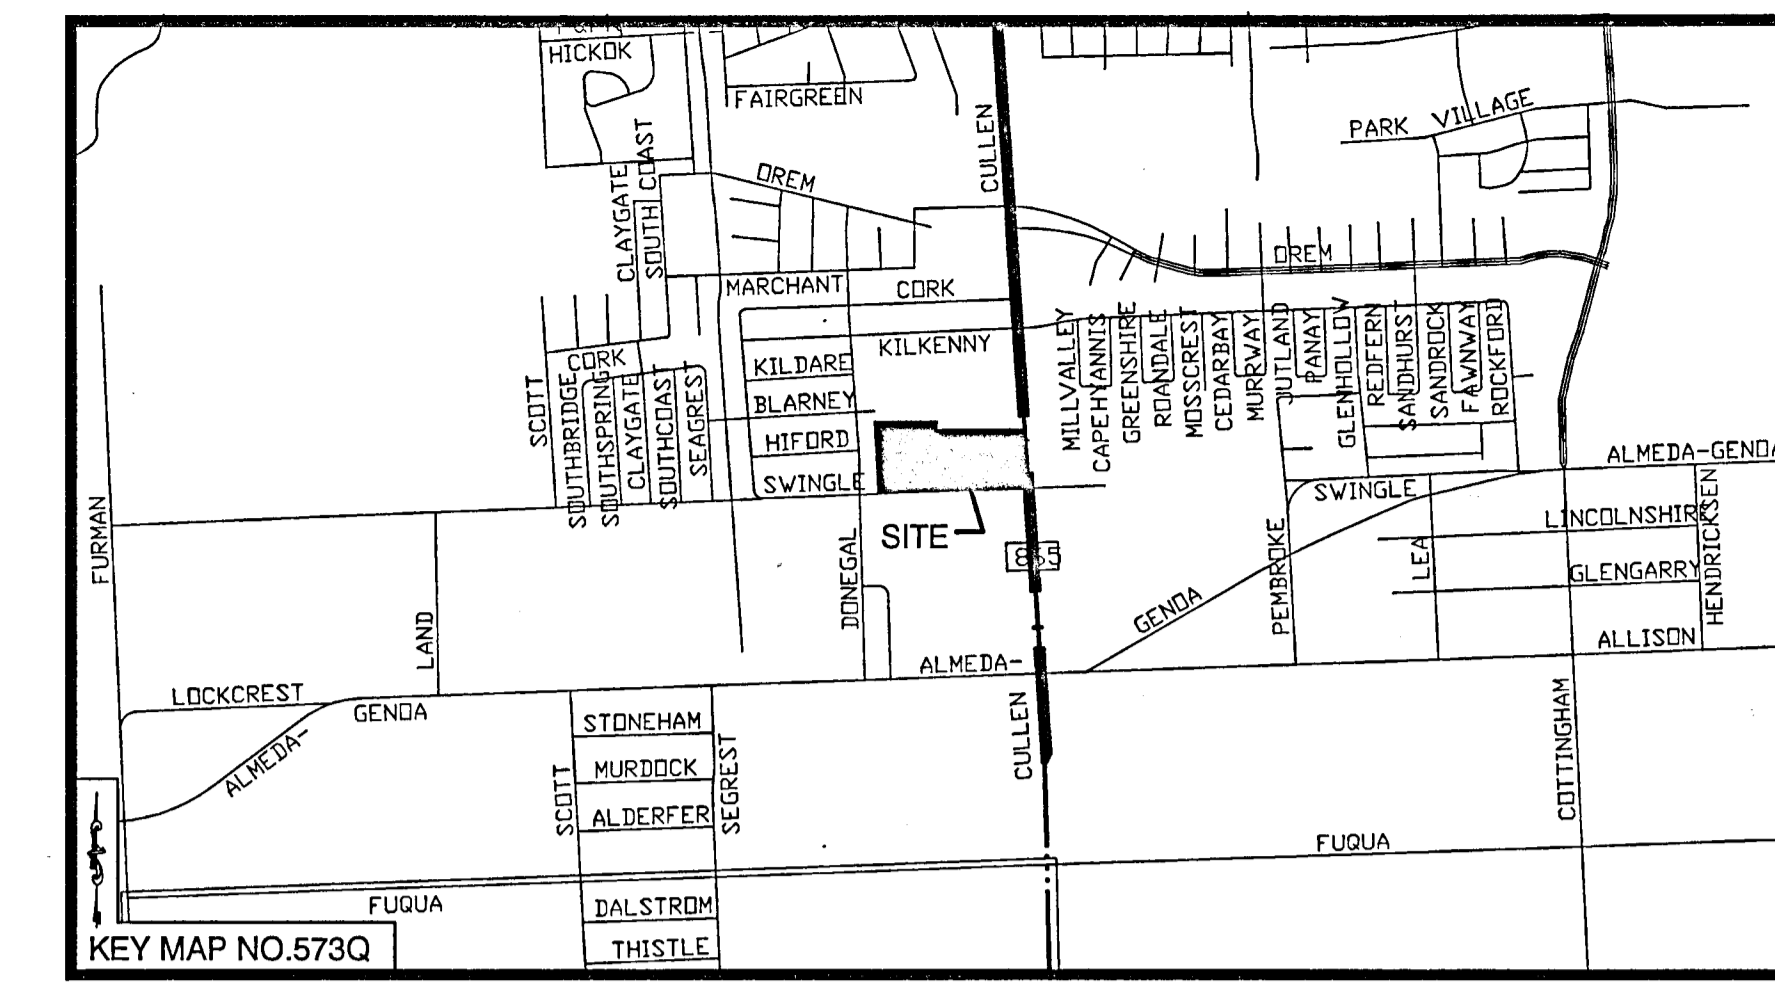 HICKOK
FAIRGREEN
CULLEN
PARK VILLAGE
CLAYGATE
SOUTH COAST
OREM
OREM
MARCHANT
CORK
KILKENNY
KILDARE
BLARNEY
HIFORD
SWINGLE
CORK
SCOTT
SOUTHBRIDGE
SOUTHSPRING
CLAYGATE
SOUTHCOAST
SEAGREST
MILLVALLEY
CAPEHYANNIS
GREENSHIRE
ROANDALE
MOSSCREST
CEDARBAY
MURRWAY
JUTLAND
PANAY
GLENHOLLOW
REDFERN
SANDHURST
SANDROCK
FAWNWAY
ROCKFORD
ALMEDA-GENOA
SWINGLE
LINCOLNSHIRE
HENDRICKSEN
LEA
GLENGARRY
ALLISON
PEMBROKE
GENOA
SITE
865
FURMAN
LAND
DONEGAL
ALMEDA-
LOCKCREST
GENOA
ALMEDA-
STONEHAM
MURDOCK
ALDERFER
SCOTT
SEGREST
CULLEN
COTTINGHAM
FUQUA
FUQUA
DALSTROM
THISTLE
KEY MAP NO.573Q